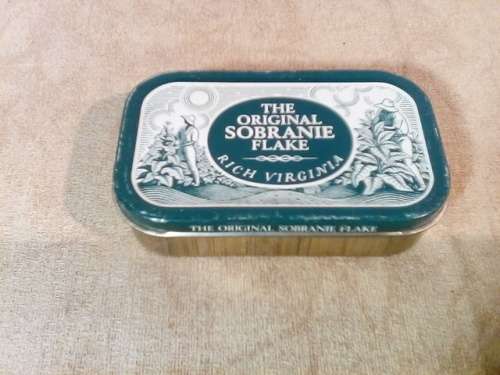 THE
ORIGINAL
SOBRANIE
FLAKE
RICH VIRGINIA
THE ORIGINAL SOBRANIE FLAKE